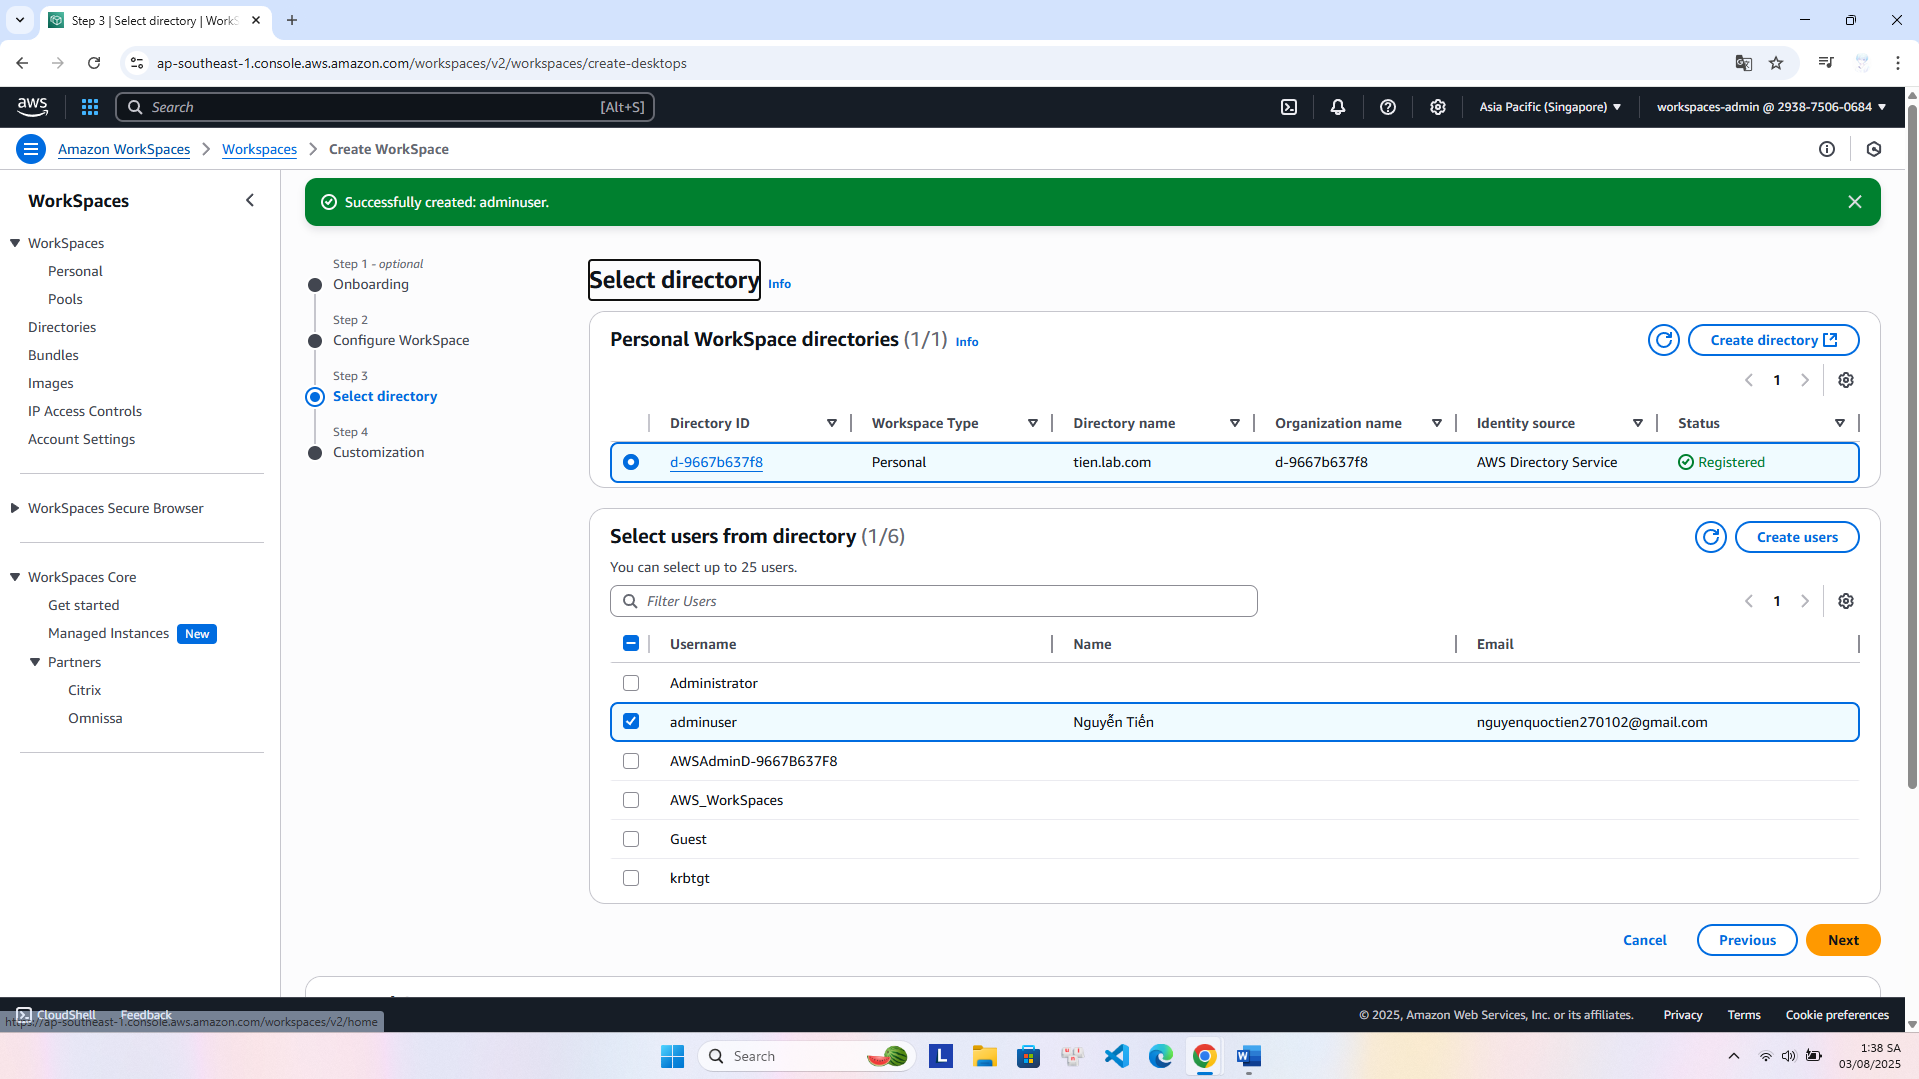 Step 3 | Select directory | WorkS
ap-southeast-1.console.aws.amazon.com/workspaces/v2/workspaces/create-desktops
aws
Search
[Alt+S]
Asia Pacific (Singapore)
workspaces-admin @ 2938-7506-0684
Amazon WorkSpaces
Workspaces
Create WorkSpace
WorkSpaces
WorkSpaces
Personal
Pools
Directories
Bundles
Images
IP Access Controls
Account Settings
WorkSpaces Secure Browser
WorkSpaces Core
Get started
Managed Instances New
Partners
Citrix
Omnissa
Successfully created: adminuser.
Step 1 - optional
Onboarding
Step 2
Configure WorkSpace
Step 3
Select directory
Step 4
Customization
Select directory Info
Personal WorkSpace directories (1/1) Info
Create directory
1
Directory ID Workspace Type Directory name Organization name Identity source Status
d-9667b637f8 Personal tien.lab.com d-9667b637f8 AWS Directory Service Registered
Select users from directory (1/6)
Create users
You can select up to 25 users.
Filter Users
1
Username Name Email
Administrator
adminuser Nguyễn Tiến nguyenquoctien270102@gmail.com
AWSAdminD-9667B637F8
AWS_WorkSpaces
Guest
krbtgt
Cancel Previous Next
CloudShell Feedback
https://ap-southeast-1.console.aws.amazon.com/workspaces/v2/home
© 2025, Amazon Web Services, Inc. or its affiliates. Privacy Terms Cookie preferences
Search
L
W
1:38 SA
03/08/2025